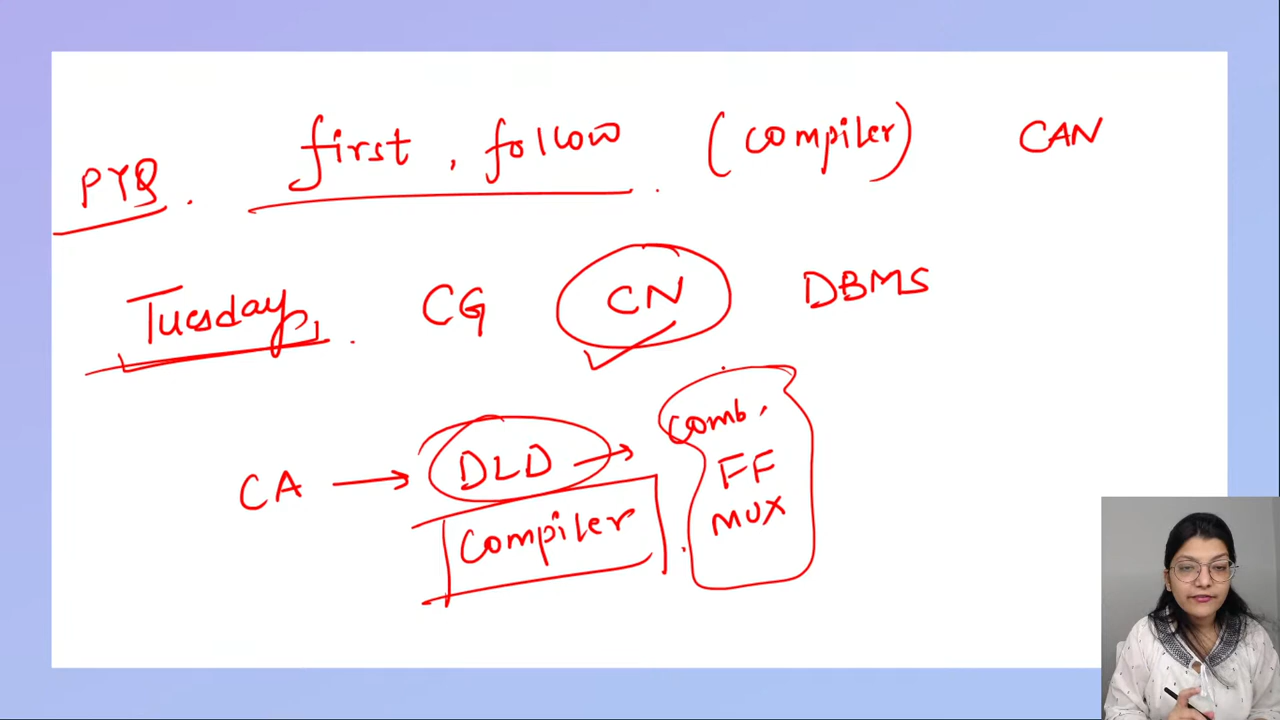 PYQ. first, follow. (compiler) CAN
Tuesday, . CG CN DBMS
CA → DLD → comb.
FF
Compiler . MUX